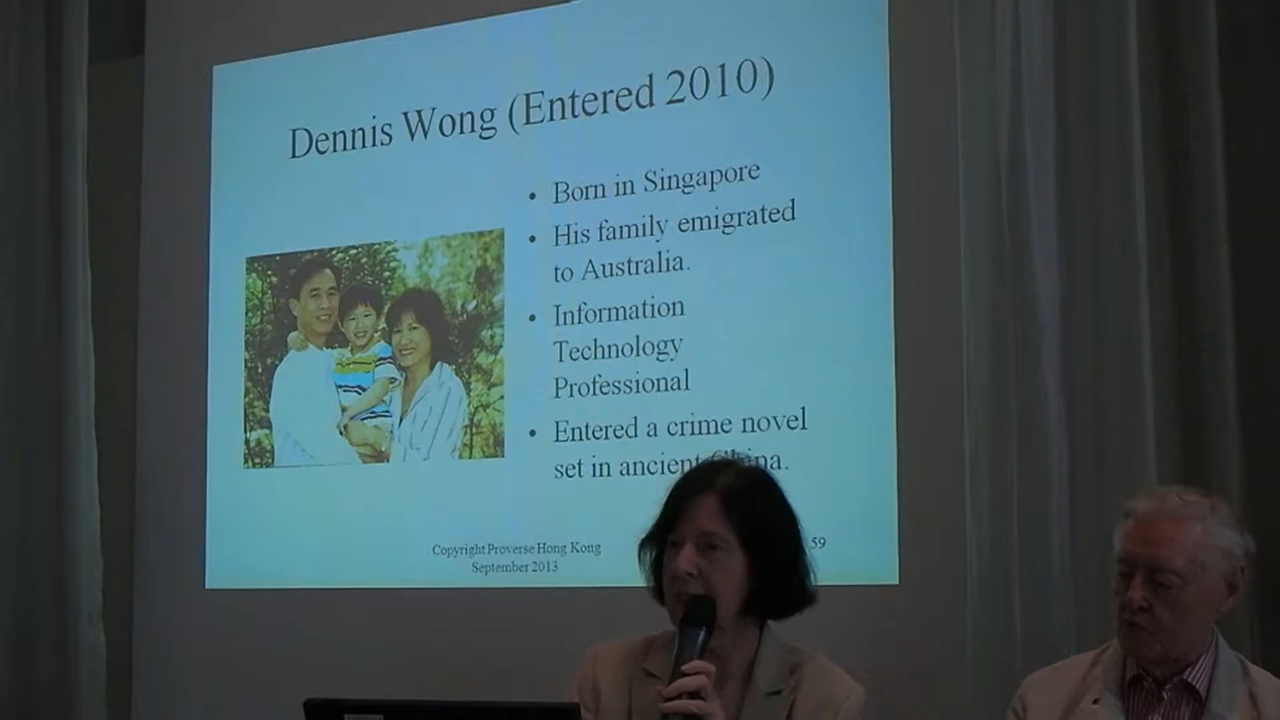 Dennis Wong (Entered 2010)
• Born in Singapore
• His family emigrated
to Australia.
• Information
Technology
Professional
• Entered a crime novel
set in ancient China.
Copyright Proverse Hong Kong
September 2013
59